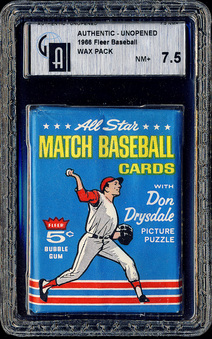 AUTHENTIC - UNOPENED
1966 Fleer Baseball
WAX PACK
GAI
NM+ 7.5
All Star
MATCH BASEBALL
CARDS
WITH
Don
Drysdale
PICTURE
PUZZLE
FLEER
5¢
BUBBLE
GUM